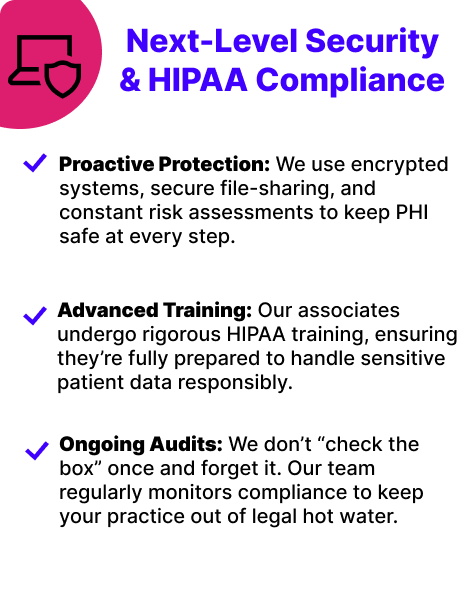 Next-Level Security
& HIPAA Compliance
Proactive Protection: We use encrypted
systems, secure file-sharing, and
constant risk assessments to keep PHI
safe at every step.
Advanced Training: Our associates
undergo rigorous HIPAA training, ensuring
they’re fully prepared to handle sensitive
patient data responsibly.
Ongoing Audits: We don’t “check the
box” once and forget it. Our team
regularly monitors compliance to keep
your practice out of legal hot water.